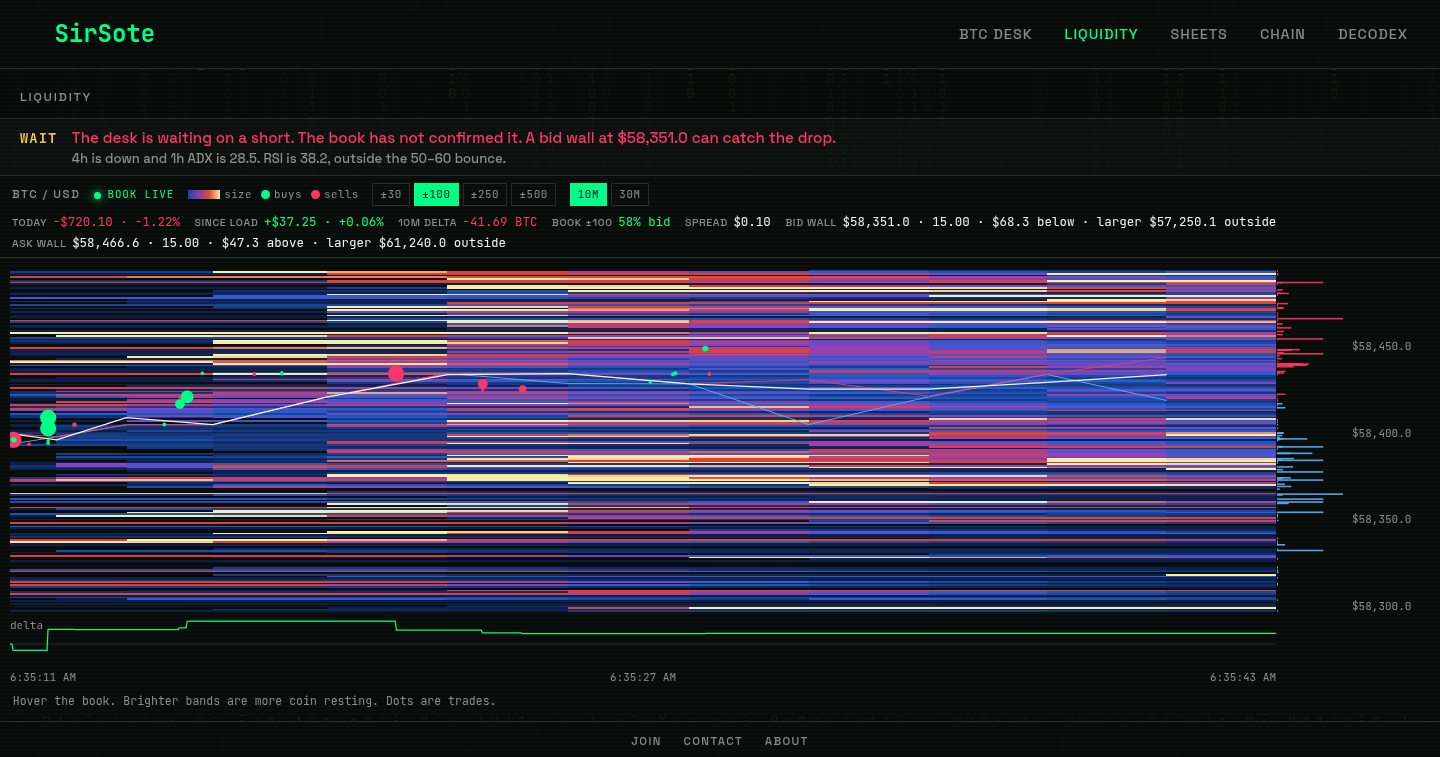 SirSote
BTC DESK LIQUIDITY SHEETS CHAIN DECODEX
LIQUIDITY
WAIT The desk is waiting on a short. The book has not confirmed it. A bid wall at $58,351.0 can catch the drop.
4h is down and 1h ADX is 28.5. RSI is 38.2, outside the 50–60 bounce.
BTC / USD BOOK LIVE size buys sells ±30 ±100 ±250 ±500 10M 30M
TODAY -$720.10 · -1.22% SINCE LOAD +$37.25 · +0.06% 10M DELTA -41.69 BTC BOOK ±100 58% bid SPREAD $0.10 BID WALL $58,351.0 · 15.00 · $68.3 below · larger $57,250.1 outside
ASK WALL $58,466.6 · 15.00 · $47.3 above · larger $61,240.0 outside
$58,450.0
$58,400.0
$58,350.0
$58,300.0
delta
6:35:11 AM 6:35:27 AM 6:35:43 AM
Hover the book. Brighter bands are more coin resting. Dots are trades.
JOIN CONTACT ABOUT